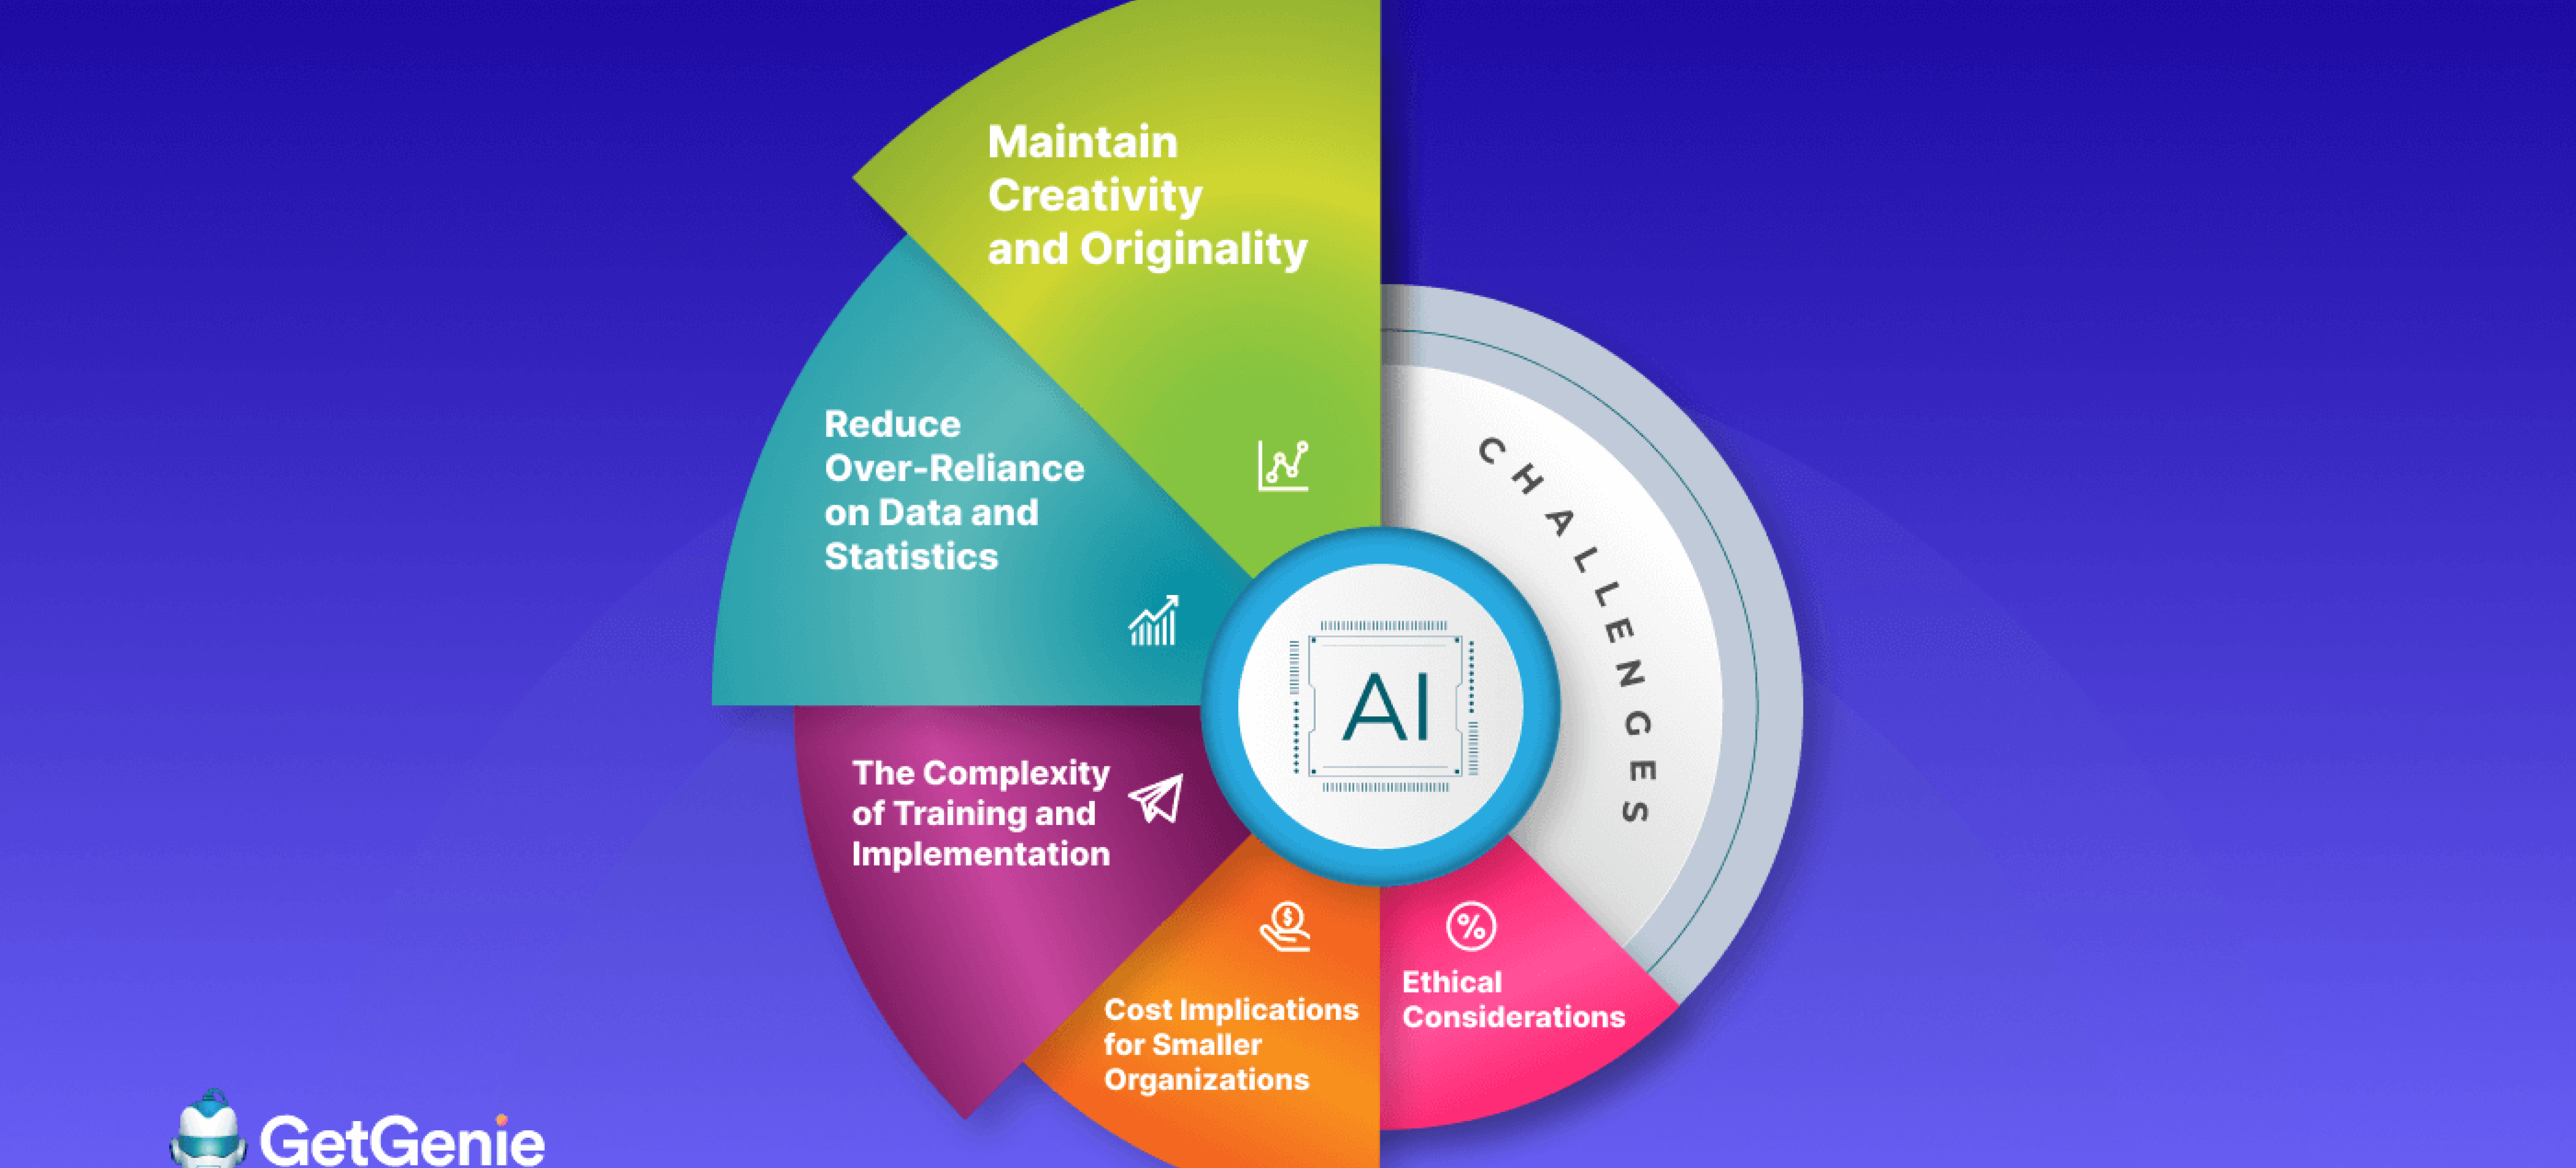 Maintain
Creativity
and Originality
Reduce
Over-Reliance
on Data and
Statistics
The Complexity
of Training and
Implementation
Cost Implications
for Smaller
Organizations
Ethical
Considerations
CHALLENGES
AI
$
%
GetGenie